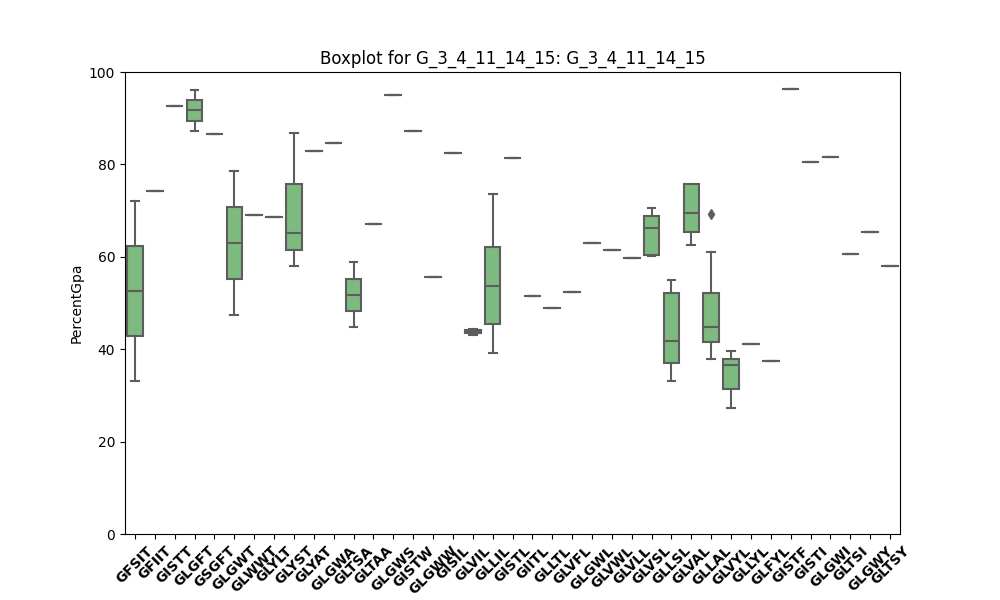 Boxplot for G_3_4_11_14_15: G_3_4_11_14_15
PercentGpa
100
80
60
40
20
0
GFSIT
GFIIT
GISTT
GLGFT
GSGFT
GLGWT
GLWWT
GLYLT
GLYST
GLYAT
GLGWA
GLTSA
GLTAA
GLGWS
GISTW
GLGWW
GISIL
GLVIL
GLLIL
GISTL
GIITL
GLLTL
GLVFL
GLGWL
GLVWL
GLVLL
GLVSL
GLLSL
GLVAL
GLLAL
GLVYL
GLLYL
GLFYL
GISTF
GISTI
GLGWI
GLTSI
GLGWY
GLTSY